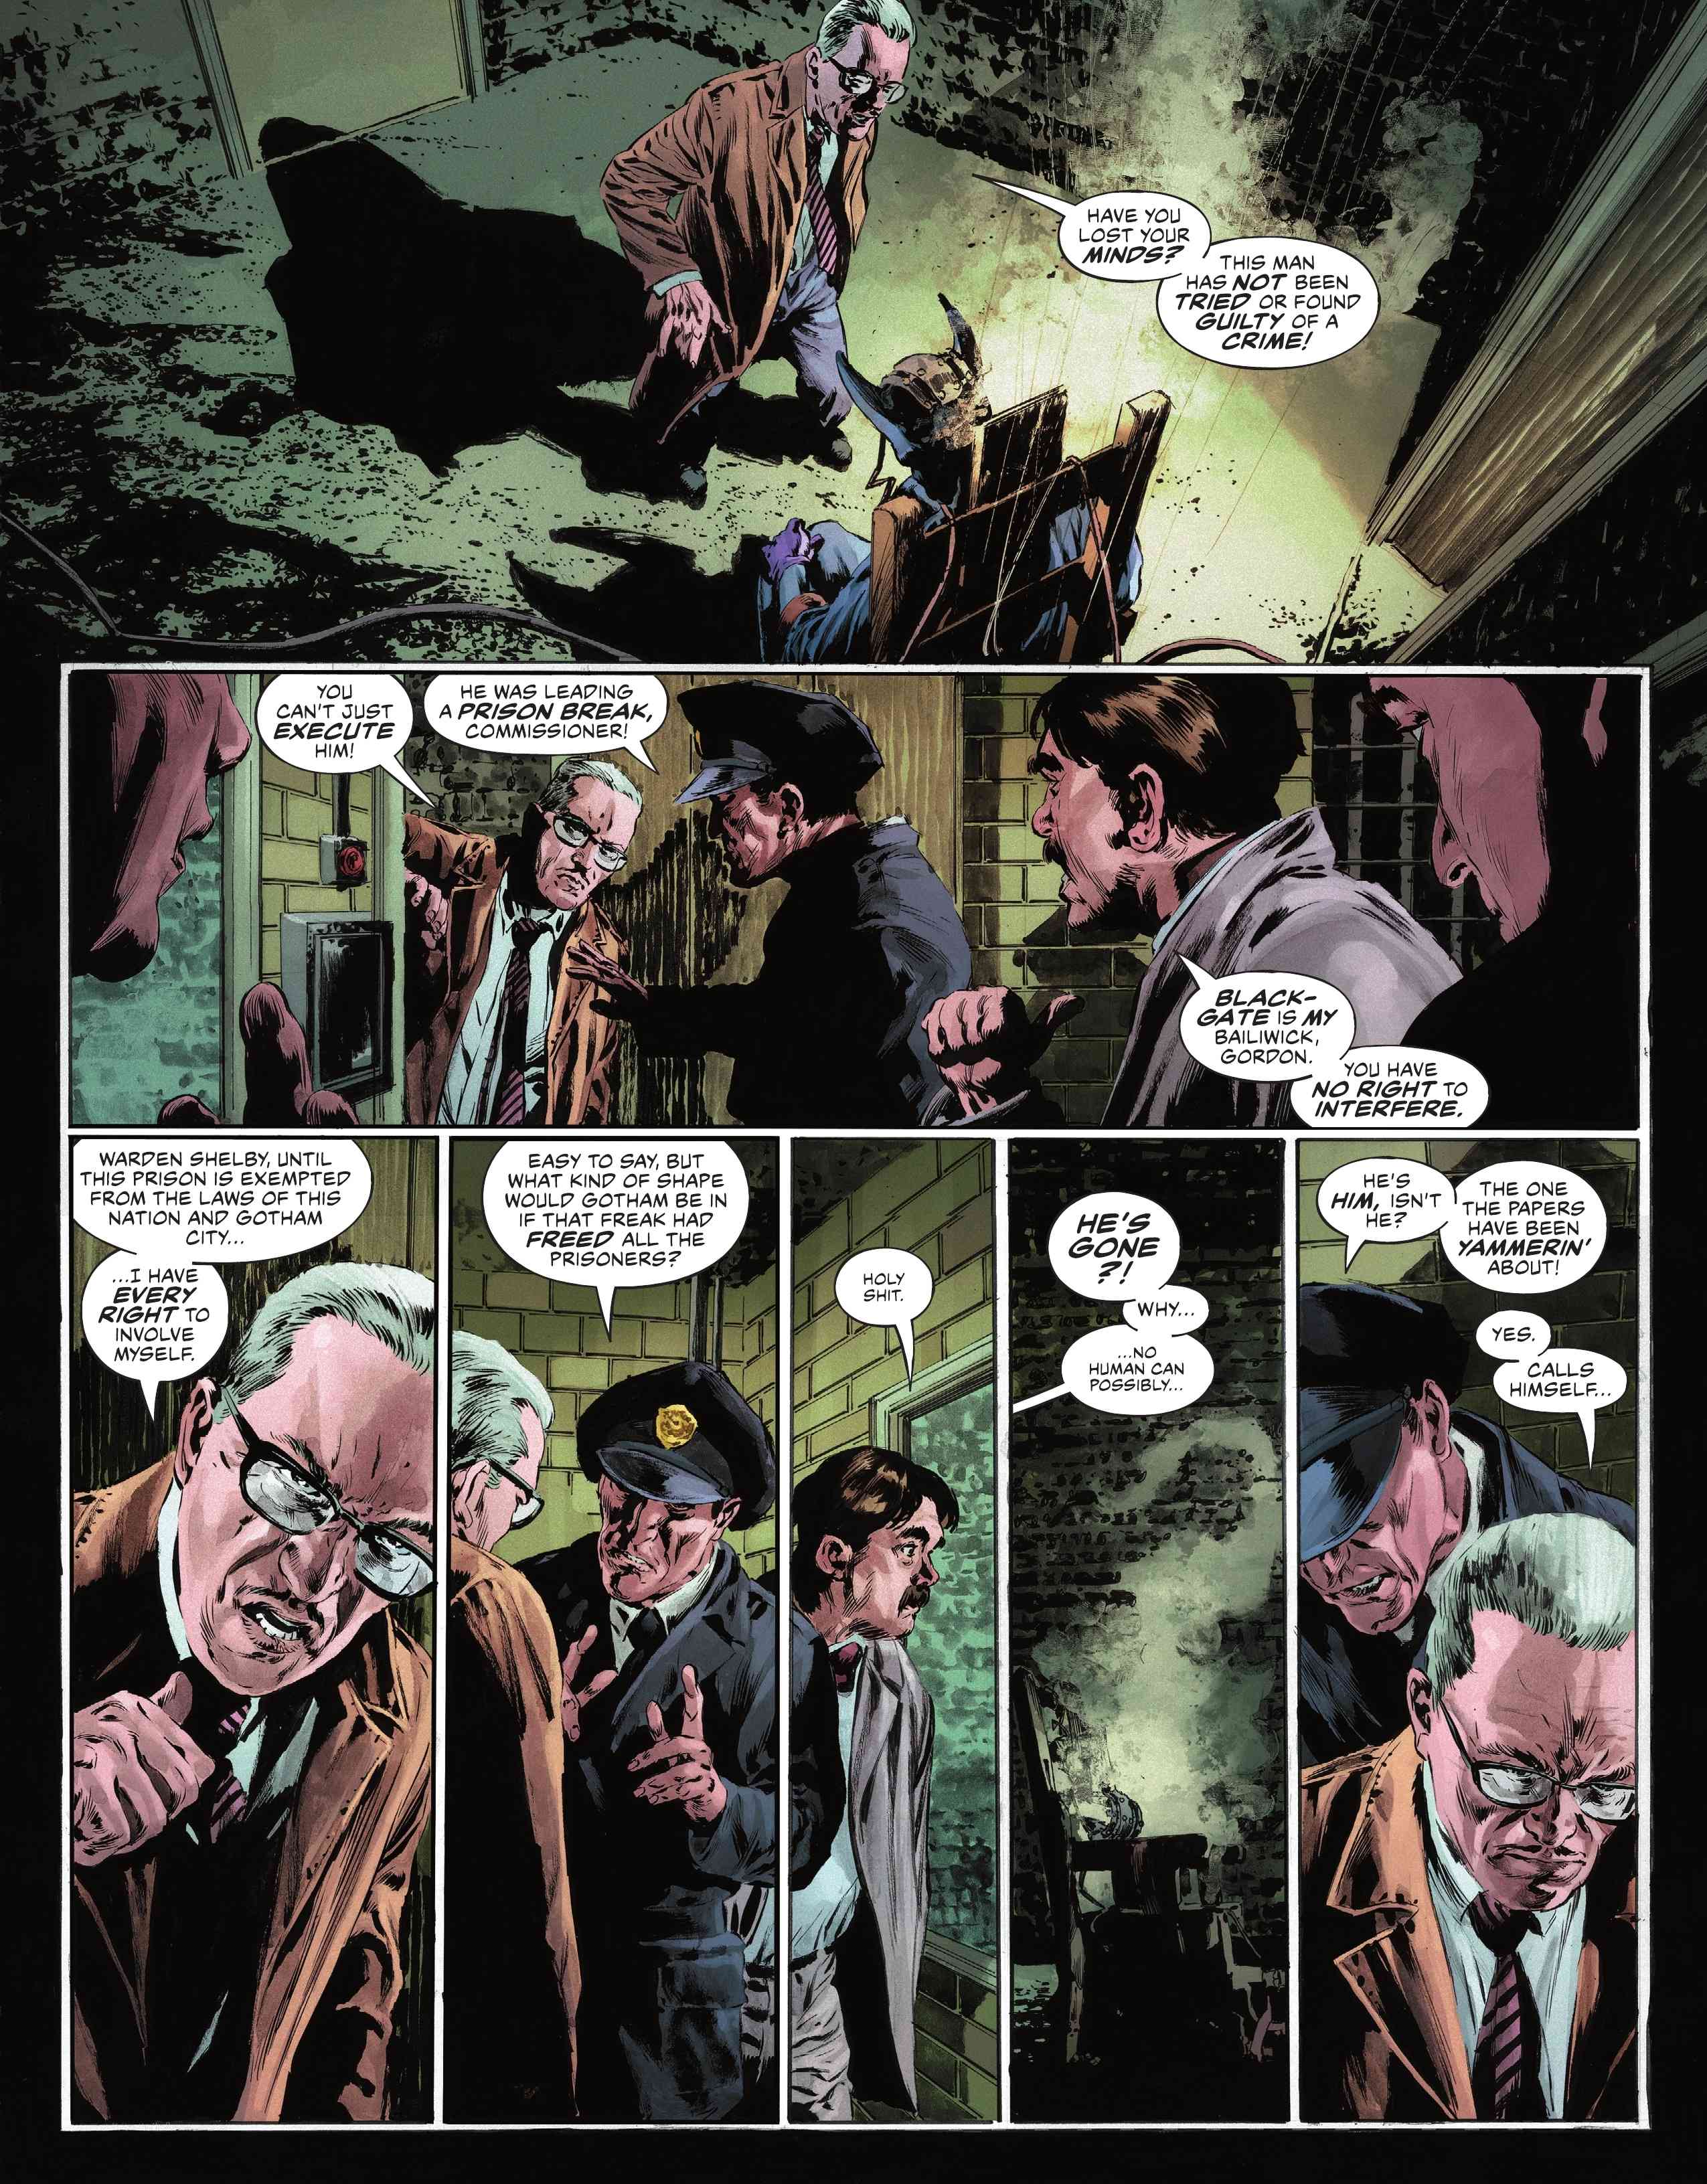 HAVE YOU
LOST YOUR
MINDS?
THIS MAN
HAS NOT BEEN
TRIED OR FOUND
GUILTY OF A
CRIME!
YOU
CAN'T JUST
EXECUTE
HIM!
HE WAS LEADING
A PRISON BREAK,
COMMISSIONER!
BLACK-
GATE IS MY
BAILIWICK,
GORDON.
YOU HAVE
NO RIGHT TO
INTERFERE.
WARDEN SHELBY, UNTIL
THIS PRISON IS EXEMPTED
FROM THE LAWS OF THIS
NATION AND GOTHAM
CITY...
...I HAVE
EVERY
RIGHT TO
INVOLVE
MYSELF.
EASY TO SAY, BUT
WHAT KIND OF SHAPE
WOULD GOTHAM BE IN
IF THAT FREAK HAD
FREED ALL THE
PRISONERS?
HOLY
SHIT.
HE'S
GONE
?!
WHY...
...NO
HUMAN CAN
POSSIBLY...
HE'S
HIM, ISN'T
HE?
THE ONE
THE PAPERS
HAVE BEEN
YAMMERIN'
ABOUT!
YES.
CALLS
HIMSELF...